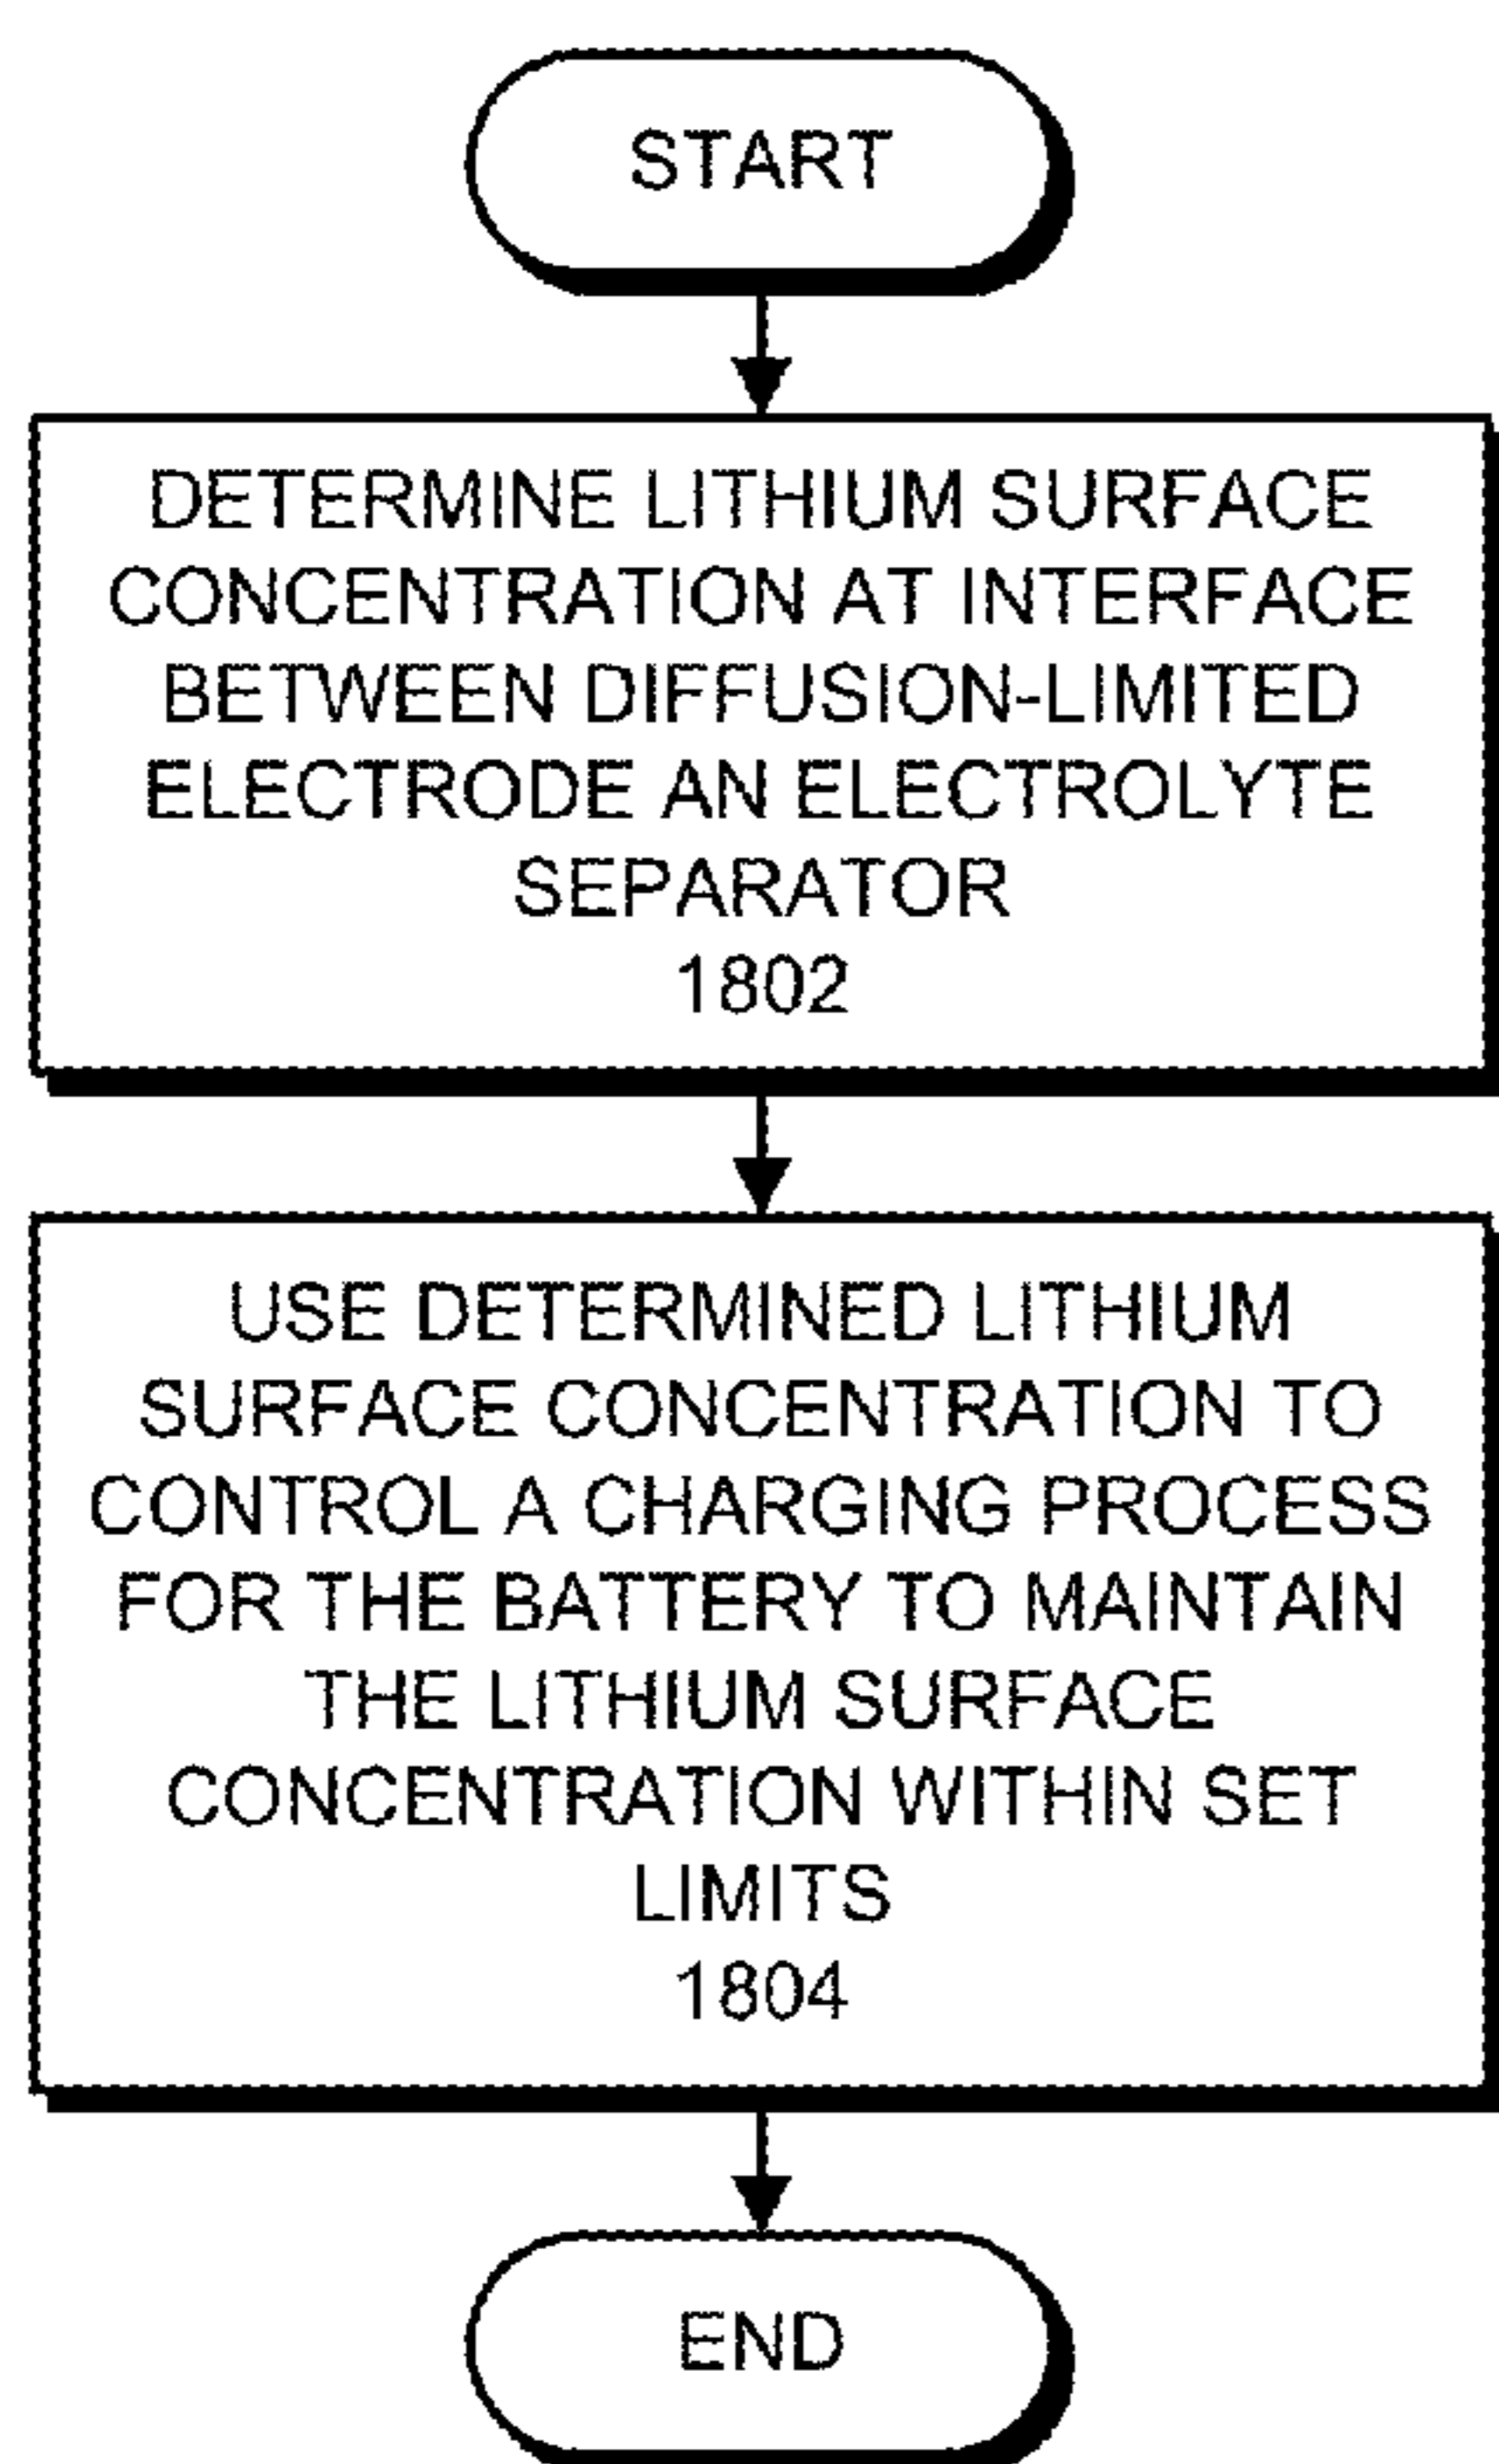 START
DETERMINE LITHIUM SURFACE
CONCENTRATION AT INTERFACE
BETWEEN DIFFUSION-LIMITED
ELECTRODE AN ELECTROLYTE
SEPARATOR
1802
USE DETERMINED LITHIUM
SURFACE CONCENTRATION TO
CONTROL A CHARGING PROCESS
FOR THE BATTERY TO MAINTAIN
THE LITHIUM SURFACE
CONCENTRATION WITHIN SET
LIMITS
1804
END